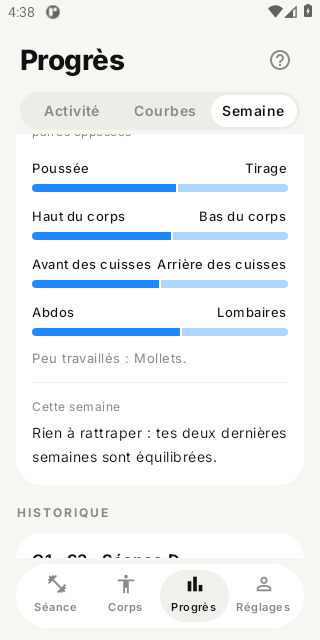 4:38
Progrès
Activité Courbes Semaine
Poussée Tirage
Haut du corps Bas du corps
Avant des cuisses Arrière des cuisses
Abdos Lombaires
Peu travaillés : Mollets.
Cette semaine
Rien à rattraper : tes deux dernières
semaines sont équilibrées.
HISTORIQUE
Séance Corps Progrès Réglages